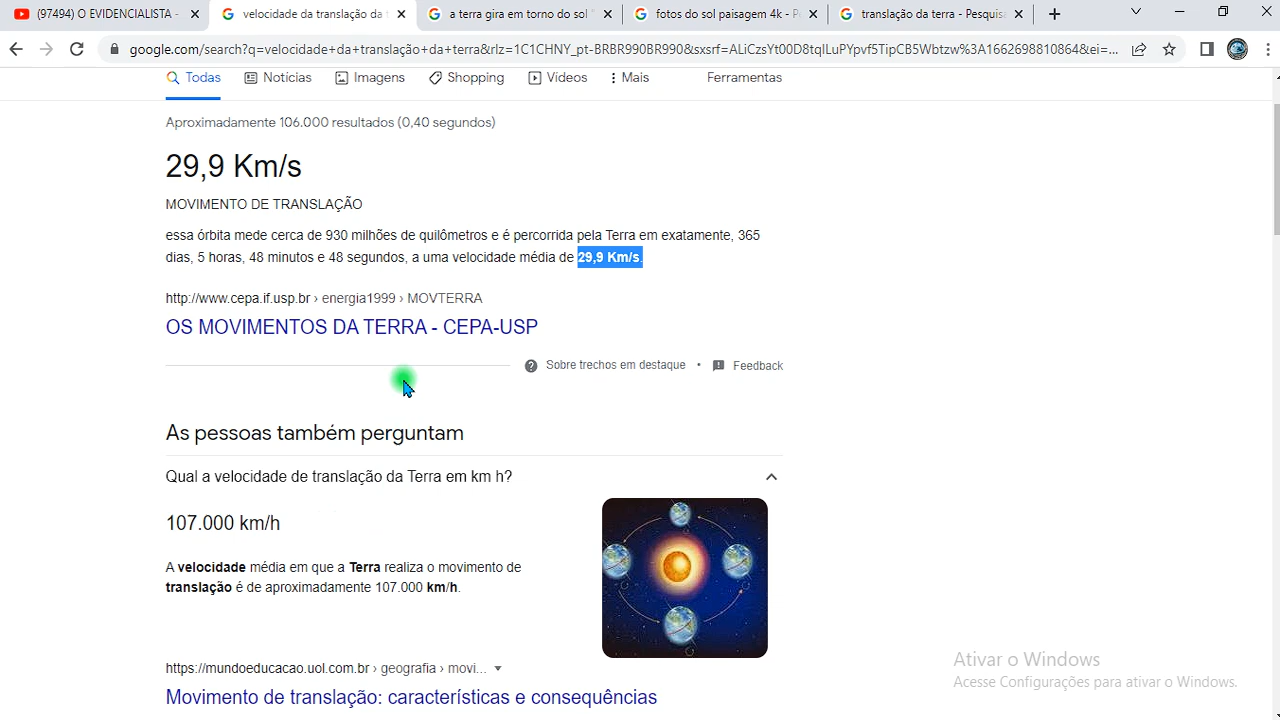 (97494) O EVIDENCIALISTA -
velocidade da translação da t
a terra gira em torno do sol
fotos do sol paisagem 4k - P
translação da terra - Pesquisa
google.com/search?q=velocidade+da+translação+da+terra&rlz=1C1CHNY_pt-BRBR990BR990&sxsrf=ALiCzsYt00D8tqlLuPYpvf5TipCB5Wbtzw%3A1662698810864&ei=...
Todas
Notícias
Imagens
Shopping
Vídeos
Mais
Ferramentas
Aproximadamente 106.000 resultados (0,40 segundos)
29,9 Km/s
MOVIMENTO DE TRANSLAÇÃO
essa órbita mede cerca de 930 milhões de quilômetros e é percorrida pela Terra em exatamente, 365
dias, 5 horas, 48 minutos e 48 segundos, a uma velocidade média de 29,9 Km/s.
http://www.cepa.if.usp.br › energia1999 › MOVTERRA
OS MOVIMENTOS DA TERRA - CEPA-USP
Sobre trechos em destaque • Feedback
As pessoas também perguntam
Qual a velocidade de translação da Terra em km h?
107.000 km/h
A velocidade média em que a Terra realiza o movimento de
translação é de aproximadamente 107.000 km/h.
https://mundoeducacao.uol.com.br › geografia › movi...
Movimento de translação: características e consequências
Ativar o Windows
Acesse Configurações para ativar o Windows.